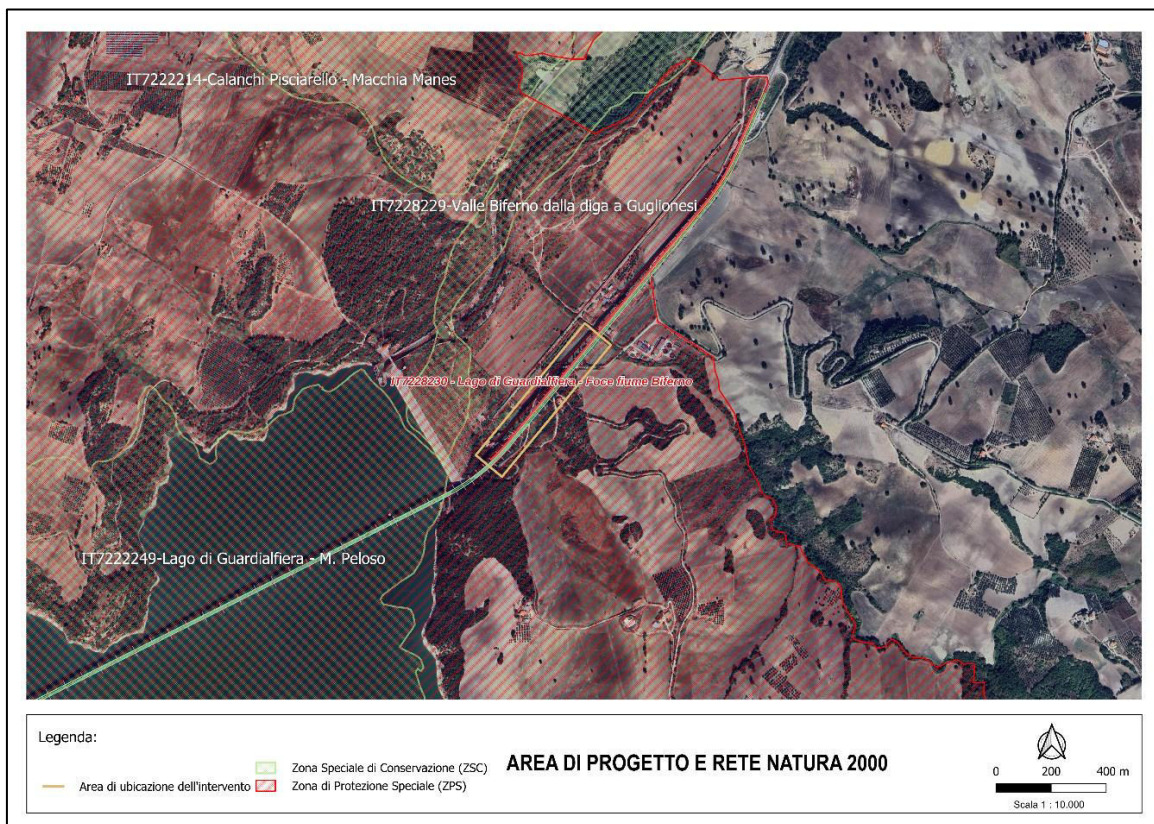 IT7222214-Calanchi Pisciarello - Macchia Manes
IT7228229-Valle Biferno dalla diga a Guglionesi
IT7228230 - Lago di Guardialfiera - Foce fiume Biferno
IT7222249-Lago di Guardialfiera - M. Peloso
Legenda:
Area di ubicazione dell'intervento
Zona Speciale di Conservazione (ZSC)
Zona di Protezione Speciale (ZPS)
AREA DI PROGETTO E RETE NATURA 2000
0 200 400 m
Scala 1 : 10.000